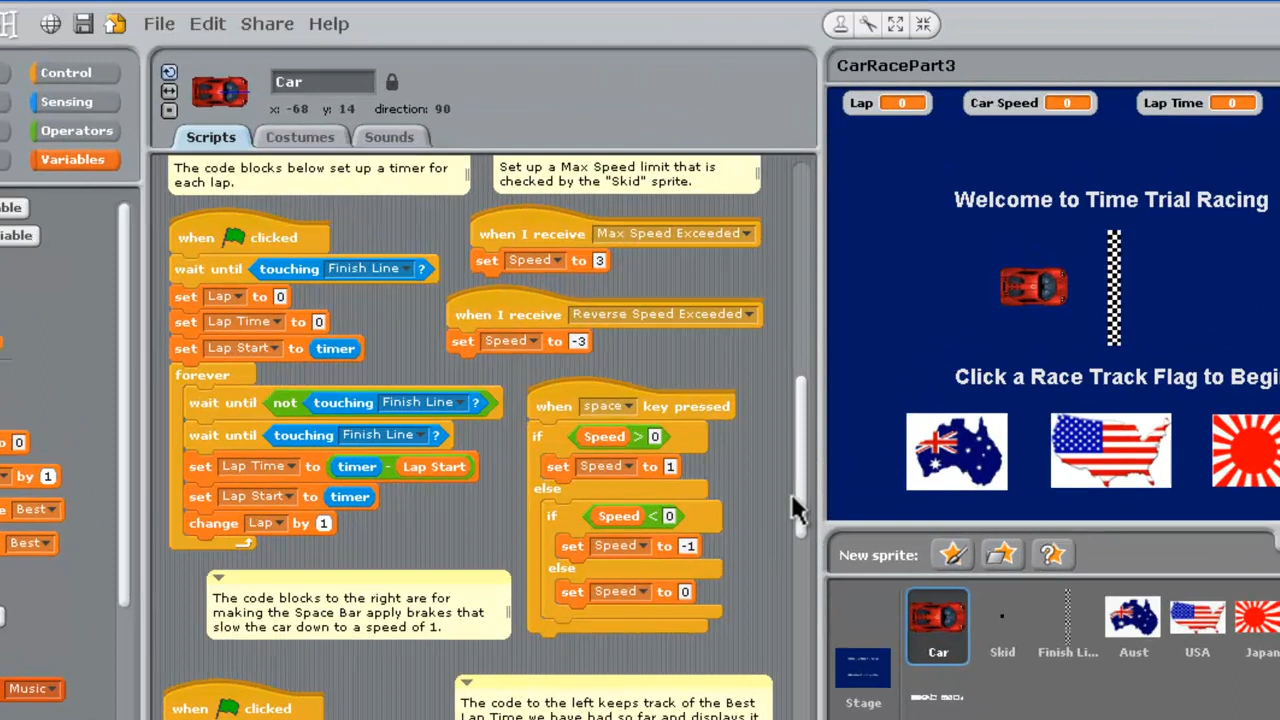 File Edit Share Help
Control
Sensing
Operators
Variables
able
iable
o 0
by 1
e Best
Best
Music
Car
x: -68 y: 14 direction: 90
Scripts Costumes Sounds
The code blocks below set up a timer for
each lap.
Set up a Max Speed limit that is
checked by the "Skid" sprite.
when clicked
wait until touching Finish Line ?
set Lap to 0
set Lap Time to 0
set Lap Start to timer
forever
wait until not touching Finish Line ?
wait until touching Finish Line ?
set Lap Time to timer - Lap Start
set Lap Start to timer
change Lap by 1
when I receive Max Speed Exceeded
set Speed to 3
when I receive Reverse Speed Exceeded
set Speed to -3
when space key pressed
if Speed > 0
set Speed to 1
else
if Speed < 0
set Speed to -1
else
set Speed to 0
The code blocks to the right are for
making the Space Bar apply brakes that
slow the car down to a speed of 1.
when clicked
The code to the left keeps track of the Best
Lap Time we have had so far and displays it
CarRacePart3
Lap 0 Car Speed 0 Lap Time 0
Welcome to Time Trial Racing
Click a Race Track Flag to Begi
New sprite:
Car Skid Finish Li... Aust USA Japan
Stage